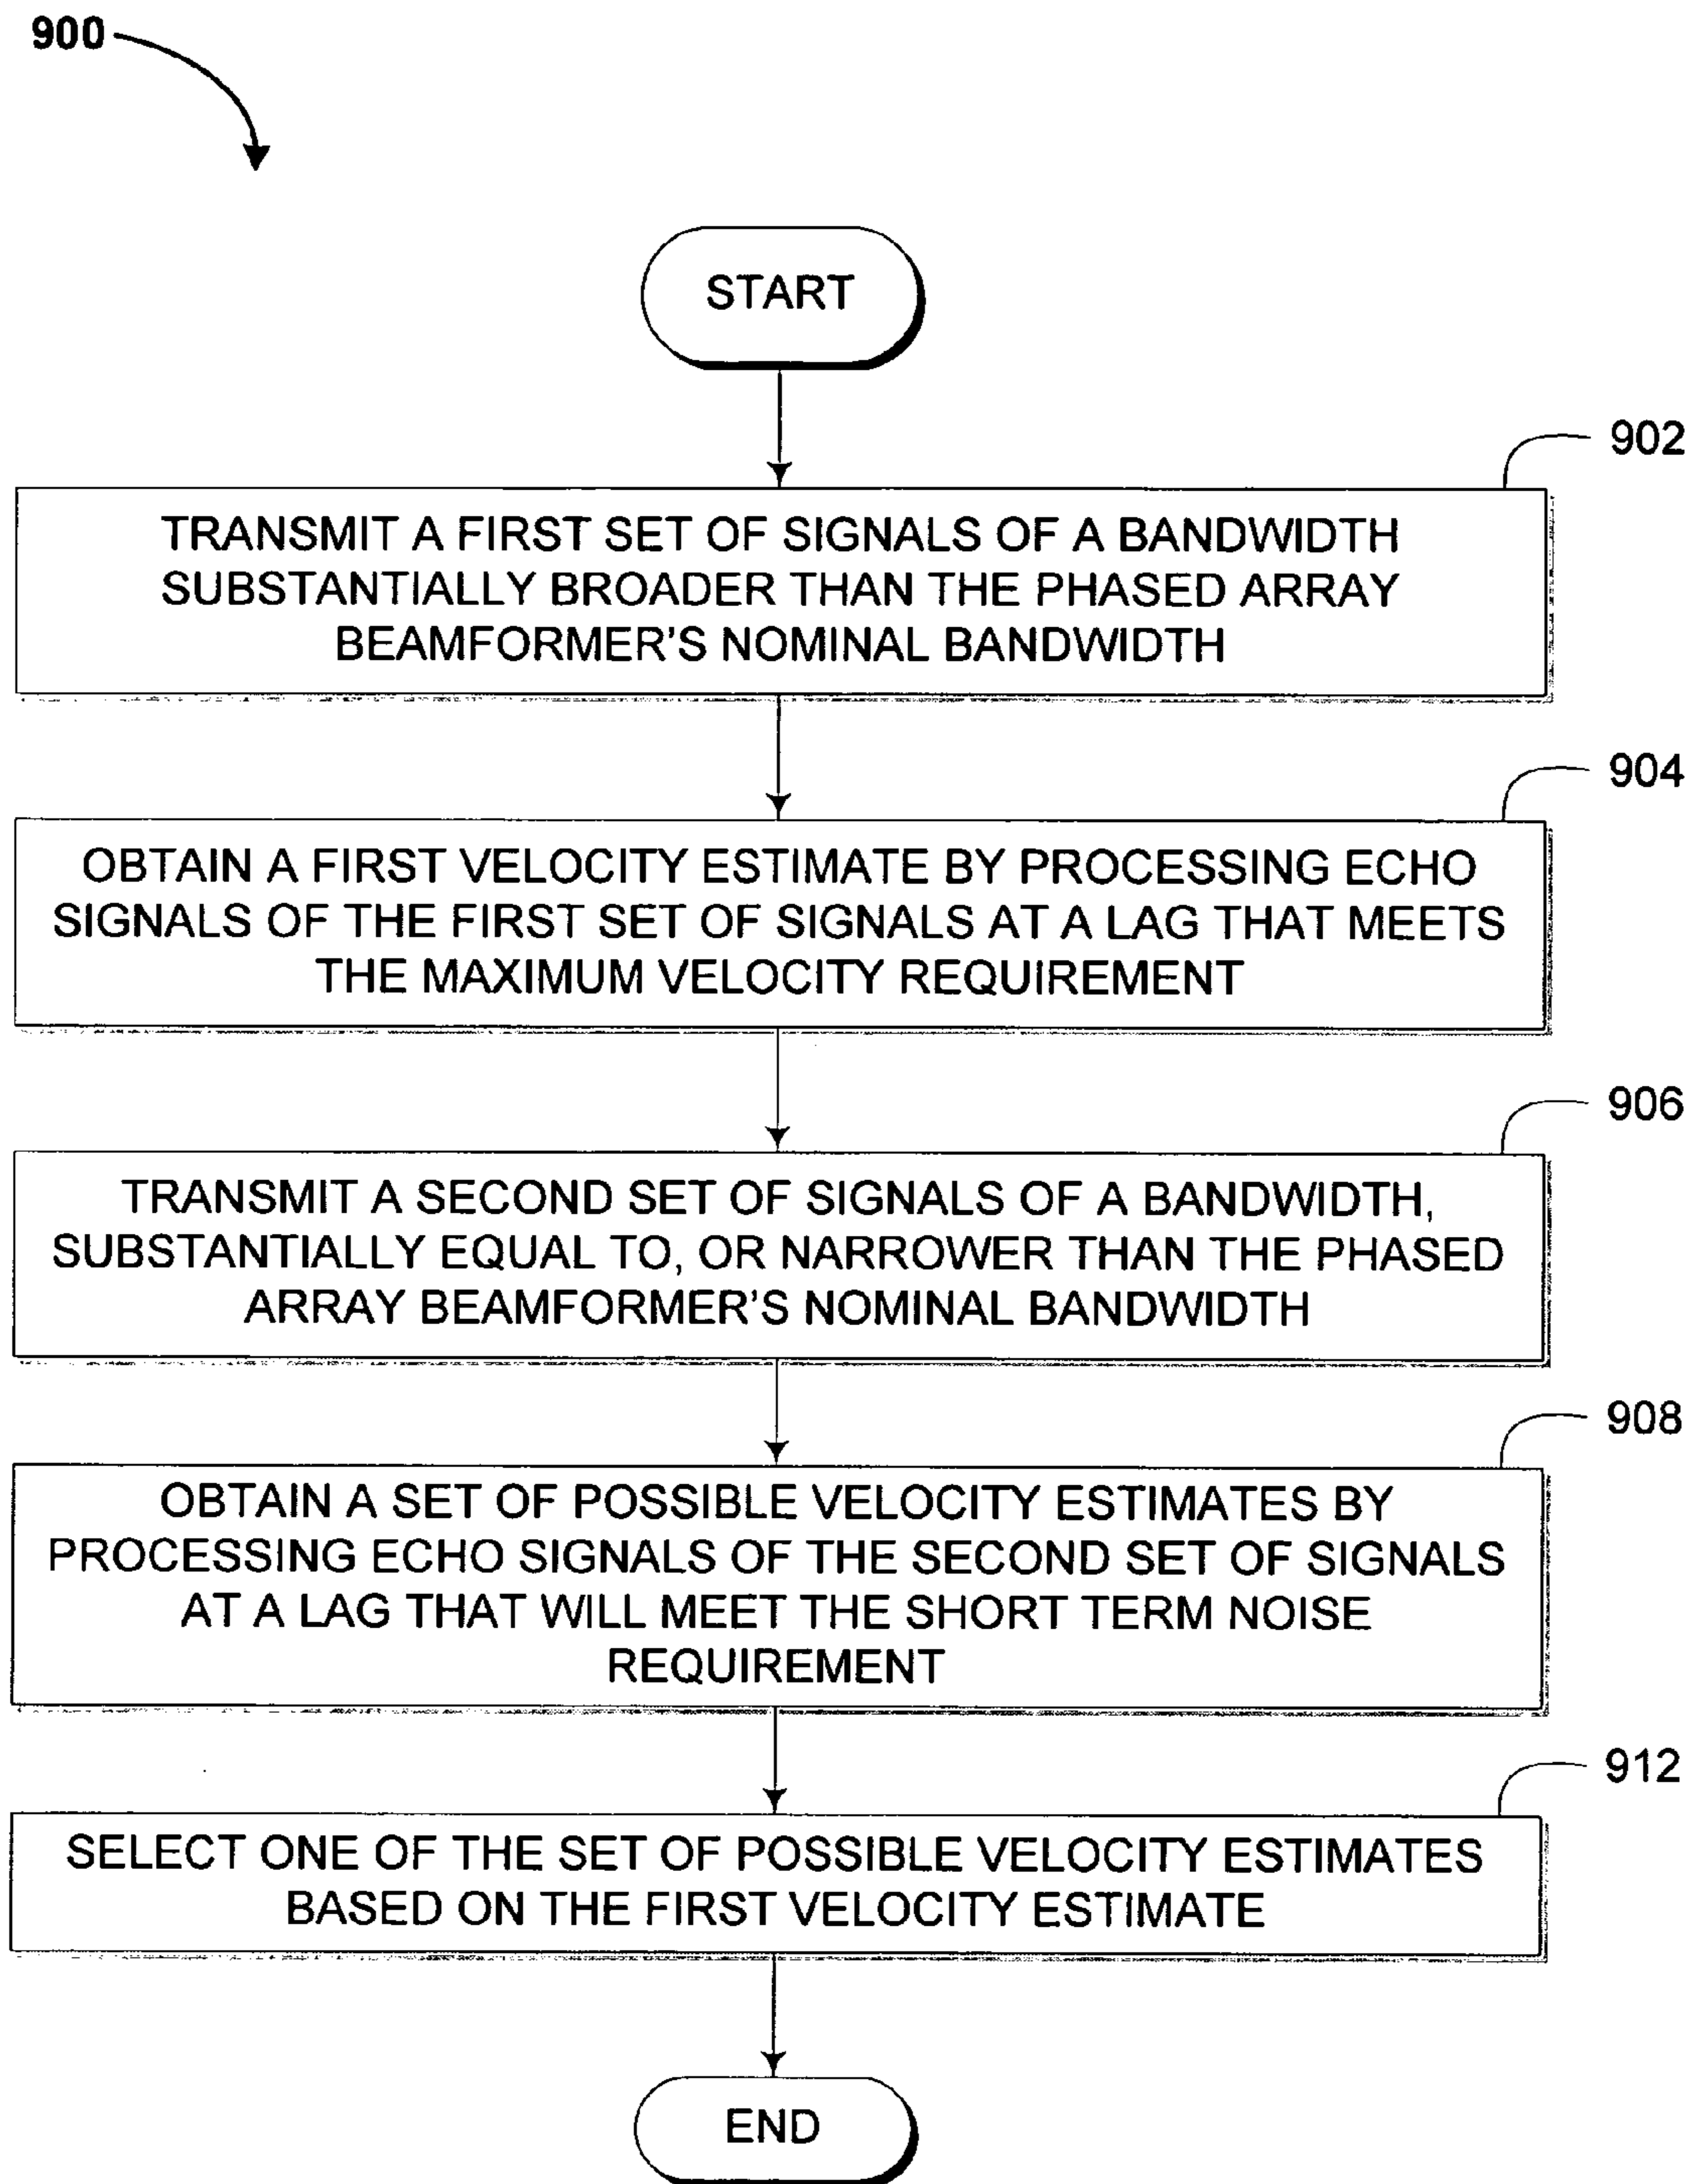 900
START
902
TRANSMIT A FIRST SET OF SIGNALS OF A BANDWIDTH
SUBSTANTIALLY BROADER THAN THE PHASED ARRAY
BEAMFORMER'S NOMINAL BANDWIDTH
904
OBTAIN A FIRST VELOCITY ESTIMATE BY PROCESSING ECHO
SIGNALS OF THE FIRST SET OF SIGNALS AT A LAG THAT MEETS
THE MAXIMUM VELOCITY REQUIREMENT
906
TRANSMIT A SECOND SET OF SIGNALS OF A BANDWIDTH,
SUBSTANTIALLY EQUAL TO, OR NARROWER THAN THE PHASED
ARRAY BEAMFORMER'S NOMINAL BANDWIDTH
908
OBTAIN A SET OF POSSIBLE VELOCITY ESTIMATES BY
PROCESSING ECHO SIGNALS OF THE SECOND SET OF SIGNALS
AT A LAG THAT WILL MEET THE SHORT TERM NOISE
REQUIREMENT
912
SELECT ONE OF THE SET OF POSSIBLE VELOCITY ESTIMATES
BASED ON THE FIRST VELOCITY ESTIMATE
END